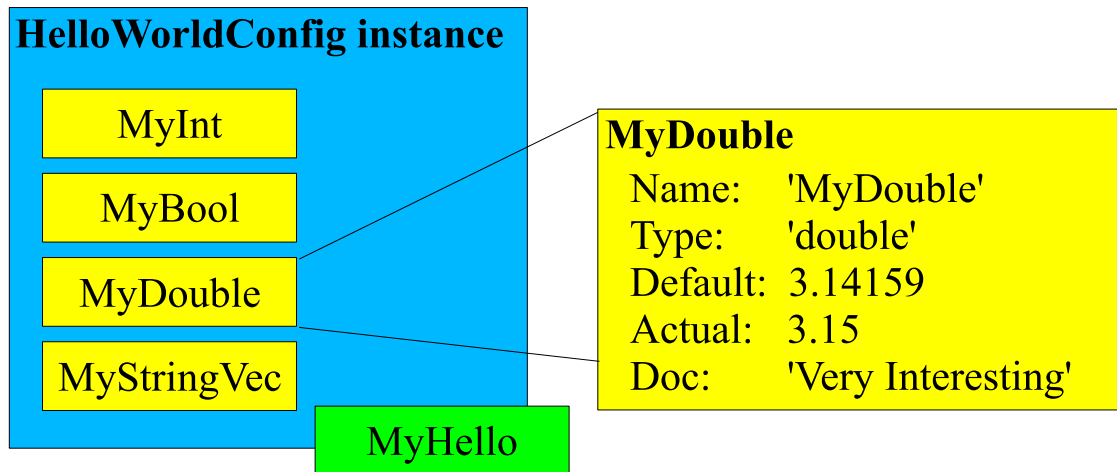 HelloWorldConfig instance
MyInt
MyBool
MyDouble
MyStringVec
MyHello
MyDouble
Name: 'MyDouble'
Type: 'double'
Default: 3.14159
Actual: 3.15
Doc: 'Very Interesting'